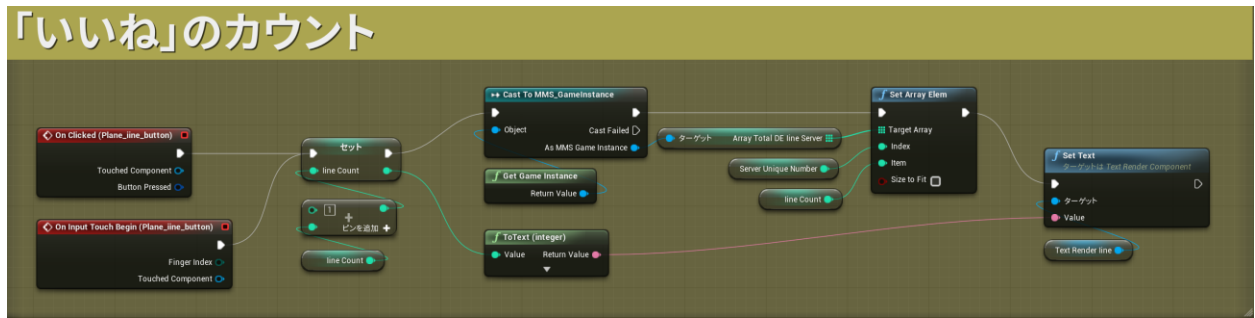 「いいね」のカウント
On Clicked (Plane_iine_button)
Touched Component
Button Pressed
On Input Touch Begin (Plane_iine_button)
Finger Index
Touched Component
セット
Iine Count
1
ピンを追加
Iine Count
Cast To MMS_GameInstance
Object
Cast Failed
As MMS Game Instance
Get Game Instance
Return Value
ToText (integer)
Value
Return Value
ターゲット
Array Total DE Iine Server
Server Unique Number
Iine Count
Set Array Elem
Target Array
Index
Item
Size to Fit
Set Text
ターゲットは Text Render Component
ターゲット
Value
Text Render Iine